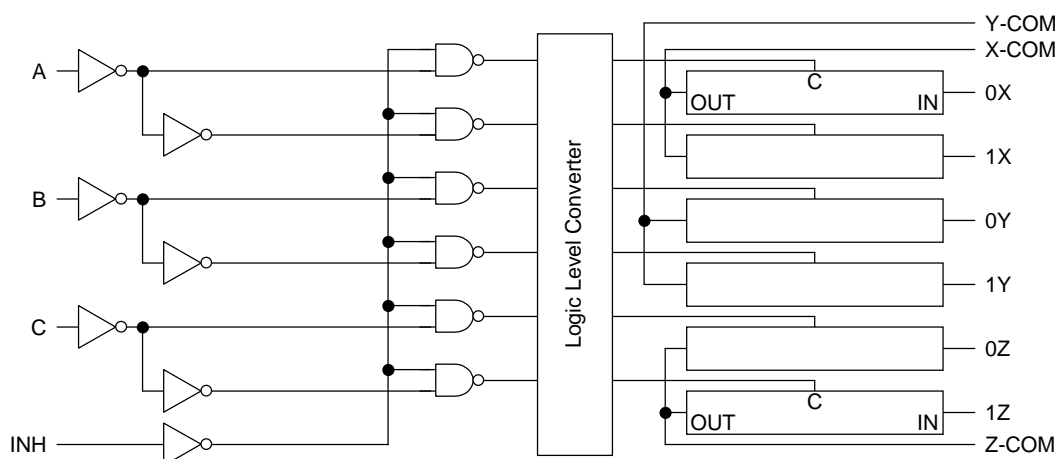 Y-COM
X-COM
A
C
OUT
IN
0X
1X
B
Logic Level Converter
0Y
1Y
C
0Z
C
OUT
IN
1Z
INH
Z-COM